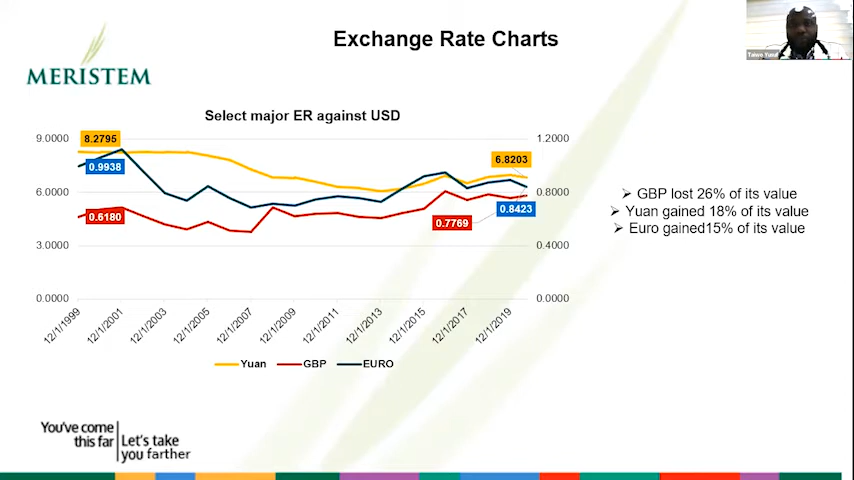 Exchange Rate Charts
Taiwo Yusuf
MERISTEM
Select major ER against USD
9.0000
8.2795
1.2000
0.9938
6.8203
6.0000
0.8000
0.8423
0.6180
0.7769
3.0000
0.4000
0.0000
0.0000
12/1/1999
12/1/2001
12/1/2003
12/1/2005
12/1/2007
12/1/2009
12/1/2011
12/1/2013
12/1/2015
12/1/2017
12/1/2019
Yuan GBP EURO
➢ GBP lost 26% of its value
➢ Yuan gained 18% of its value
➢ Euro gained15% of its value
You've come
this far
Let's take
you farther